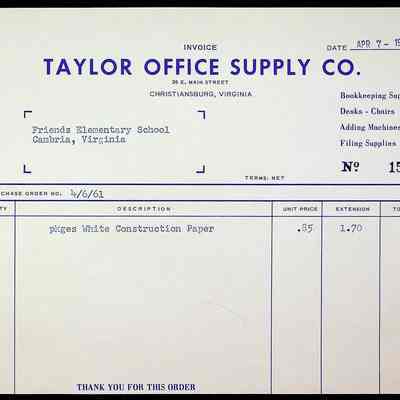 INVOICE
DATE APR 7 - 19
TAYLOR OFFICE SUPPLY CO.
26 E. MAIN STREET
CHRISTIANSBURG, VIRGINIA
Bookkeeping Sup
Desks - Chairs
Adding Machines
Filing Supplies
Friends Elementary School
Cambria, Virginia
Nº 15
TERMS: NET
CHASE ORDER NO. 4/6/61
TY DESCRIPTION UNIT PRICE EXTENSION TO
pkges White Construction Paper .85 1.70
THANK YOU FOR THIS ORDER